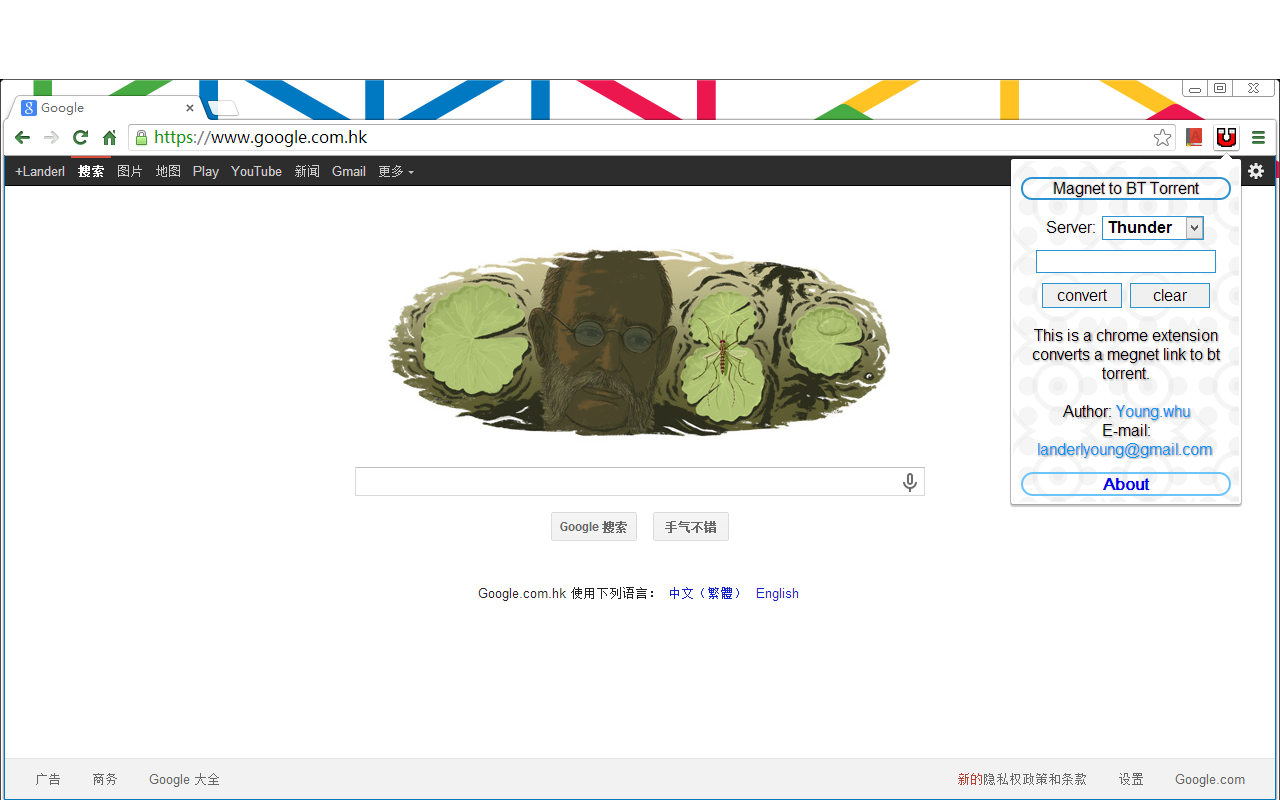 Google
https://www.google.com.hk
+Landerl 搜索 图片 地图 Play YouTube 新闻 Gmail 更多
Magnet to BT Torrent
Server: Thunder
convert clear
This is a chrome extension
converts a megnet link to bt
torrent.
Author: Young.whu
E-mail:
landerlyoung@gmail.com
About
Google 搜索 手气不错
Google.com.hk 使用下列语言： 中文（繁體） English
广告 商务 Google 大全 新的隐私权政策和条款 设置 Google.com